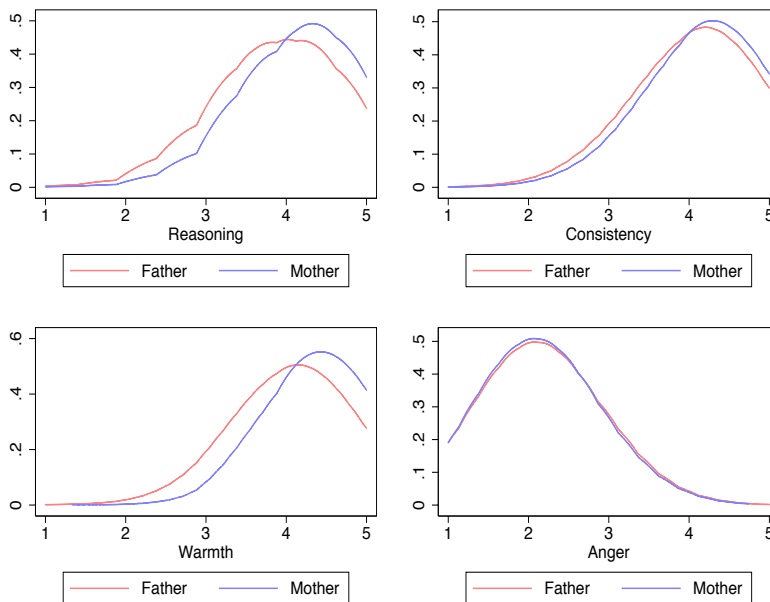 .5
.4
.3
.2
.1
0
1 2 3 4 5
Reasoning
Father Mother
.5
.4
.3
.2
.1
0
1 2 3 4 5
Consistency
Father Mother
.6
.4
.2
0
1 2 3 4 5
Warmth
Father Mother
.5
.4
.3
.2
.1
0
1 2 3 4 5
Anger
Father Mother